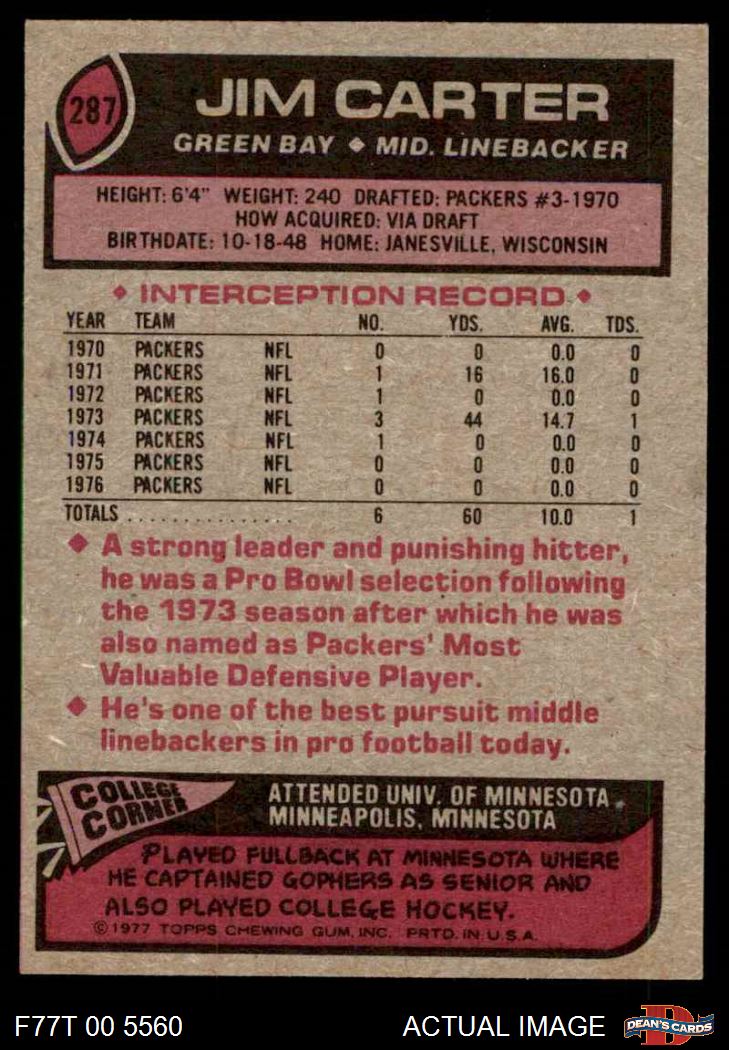 287
JIM CARTER
GREEN BAY ◆ MID. LINEBACKER
HEIGHT: 6'4" WEIGHT: 240 DRAFTED: PACKERS #3-1970
HOW ACQUIRED: VIA DRAFT
BIRTHDATE: 10-18-48 HOME: JANESVILLE, WISCONSIN
◆ INTERCEPTION RECORD ◆
YEAR TEAM NO. YDS. AVG. TDS.
1970 PACKERS NFL 0 0 0.0 0
1971 PACKERS NFL 1 16 16.0 0
1972 PACKERS NFL 1 0 0.0 0
1973 PACKERS NFL 3 44 14.7 1
1974 PACKERS NFL 1 0 0.0 0
1975 PACKERS NFL 0 0 0.0 0
1976 PACKERS NFL 0 0 0.0 0
TOTALS . . . . . . . . . . . . . . . 6 60 10.0 1
◆ A strong leader and punishing hitter,
he was a Pro Bowl selection following
the 1973 season after which he was
also named as Packers' Most
Valuable Defensive Player.
◆ He's one of the best pursuit middle
linebackers in pro football today.
COLLEGE
CORNER
ATTENDED UNIV. OF MINNESOTA,
MINNEAPOLIS, MINNESOTA
PLAYED FULLBACK AT MINNESOTA WHERE
HE CAPTAINED GOPHERS AS SENIOR AND
ALSO PLAYED COLLEGE HOCKEY.
© 1977 TOPPS CHEWING GUM, INC. PRTD. IN U.S.A.
F77T 00 5560 ACTUAL IMAGE
D
DEAN'S CARDS